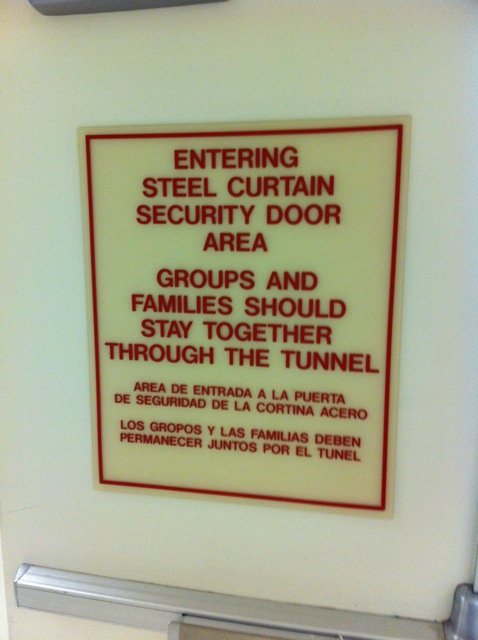 ENTERING
STEEL CURTAIN
SECURITY DOOR
AREA
GROUPS AND
FAMILIES SHOULD
STAY TOGETHER
THROUGH THE TUNNEL
AREA DE ENTRADA A LA PUERTA
DE SEGURIDAD DE LA CORTINA ACERO
LOS GROPOS Y LAS FAMILIAS DEBEN
PERMANECER JUNTOS POR EL TUNEL